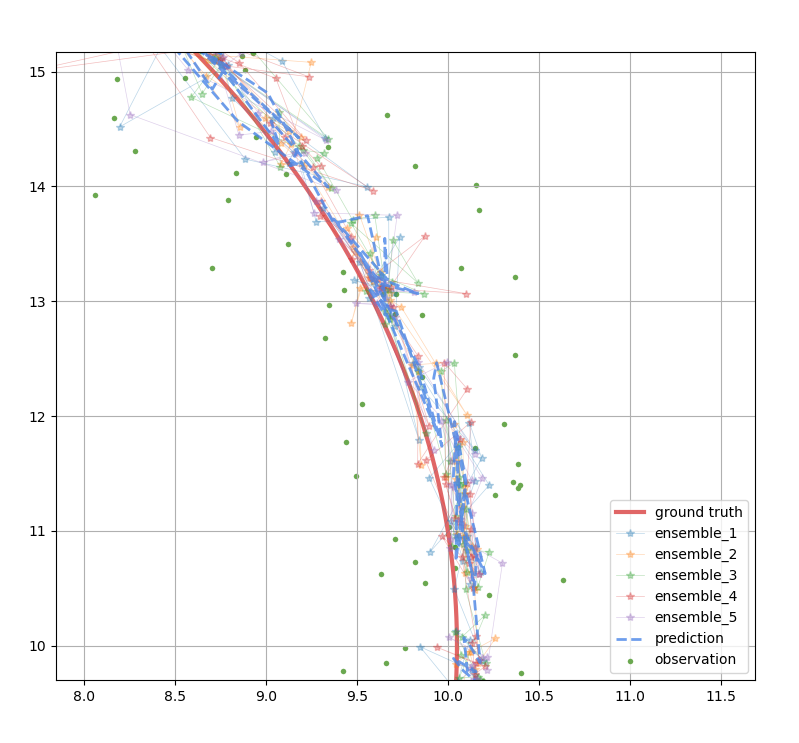 15
14
13
12
11
10
8.0 8.5 9.0 9.5 10.0 10.5 11.0 11.5
ground truth
ensemble_1
ensemble_2
ensemble_3
ensemble_4
ensemble_5
prediction
observation